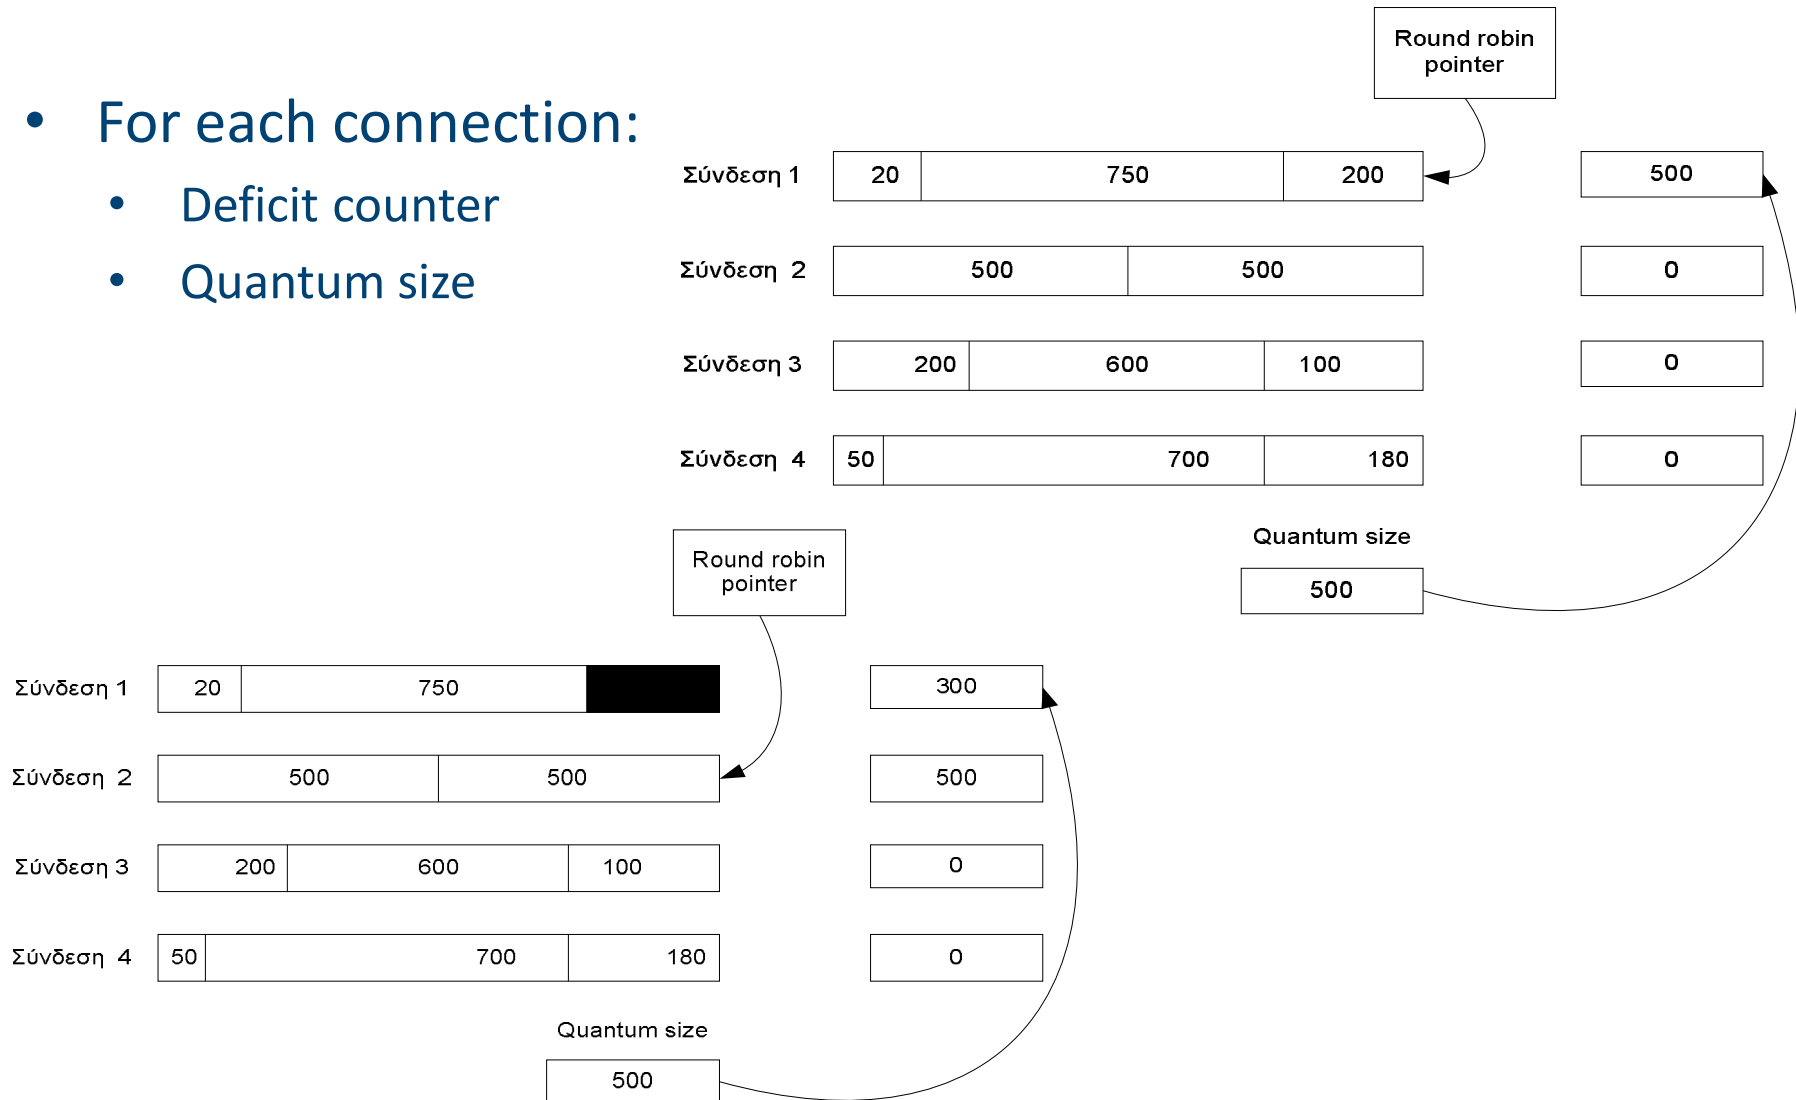 • For each connection:
• Deficit counter
• Quantum size
Round robin
pointer
Σύνδεση 1 20 750 200 500
Σύνδεση 2 500 500 0
Σύνδεση 3 200 600 100 0
Σύνδεση 4 50 700 180 0
Quantum size
500
Round robin
pointer
Σύνδεση 1 20 750 300
Σύνδεση 2 500 500 500
Σύνδεση 3 200 600 100 0
Σύνδεση 4 50 700 180 0
Quantum size
500